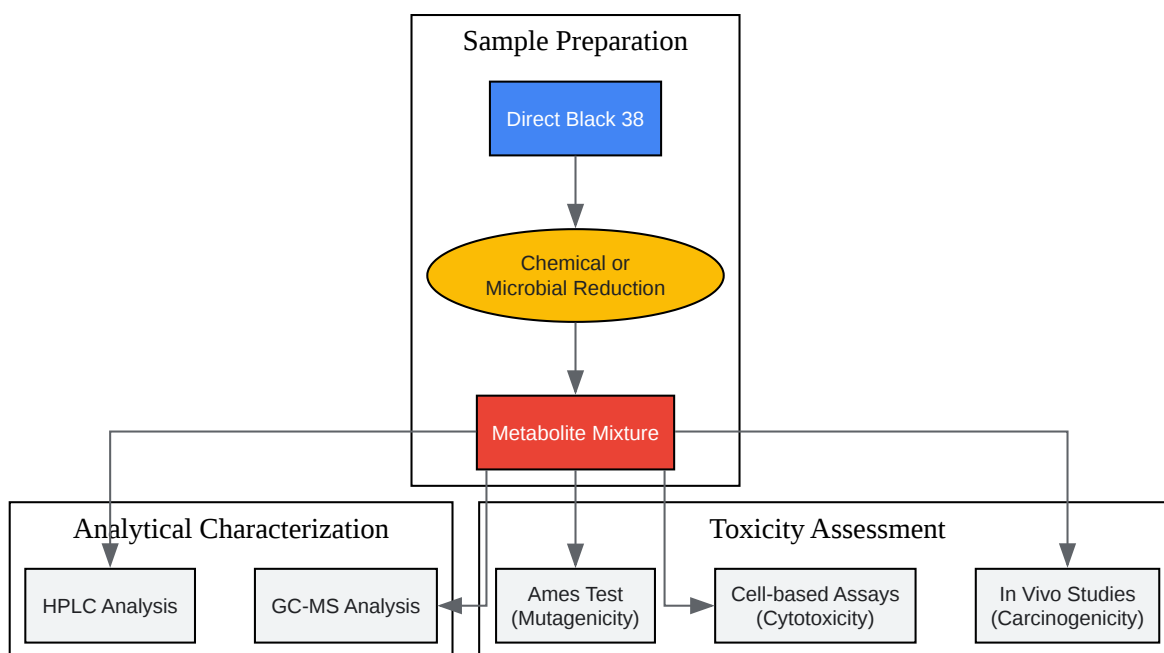 Sample Preparation
Direct Black 38
Chemical or
Microbial Reduction
Metabolite Mixture
Analytical Characterization
HPLC Analysis
GC-MS Analysis
Toxicity Assessment
Ames Test
(Mutagenicity)
Cell-based Assays
(Cytotoxicity)
In Vivo Studies
(Carcinogenicity)